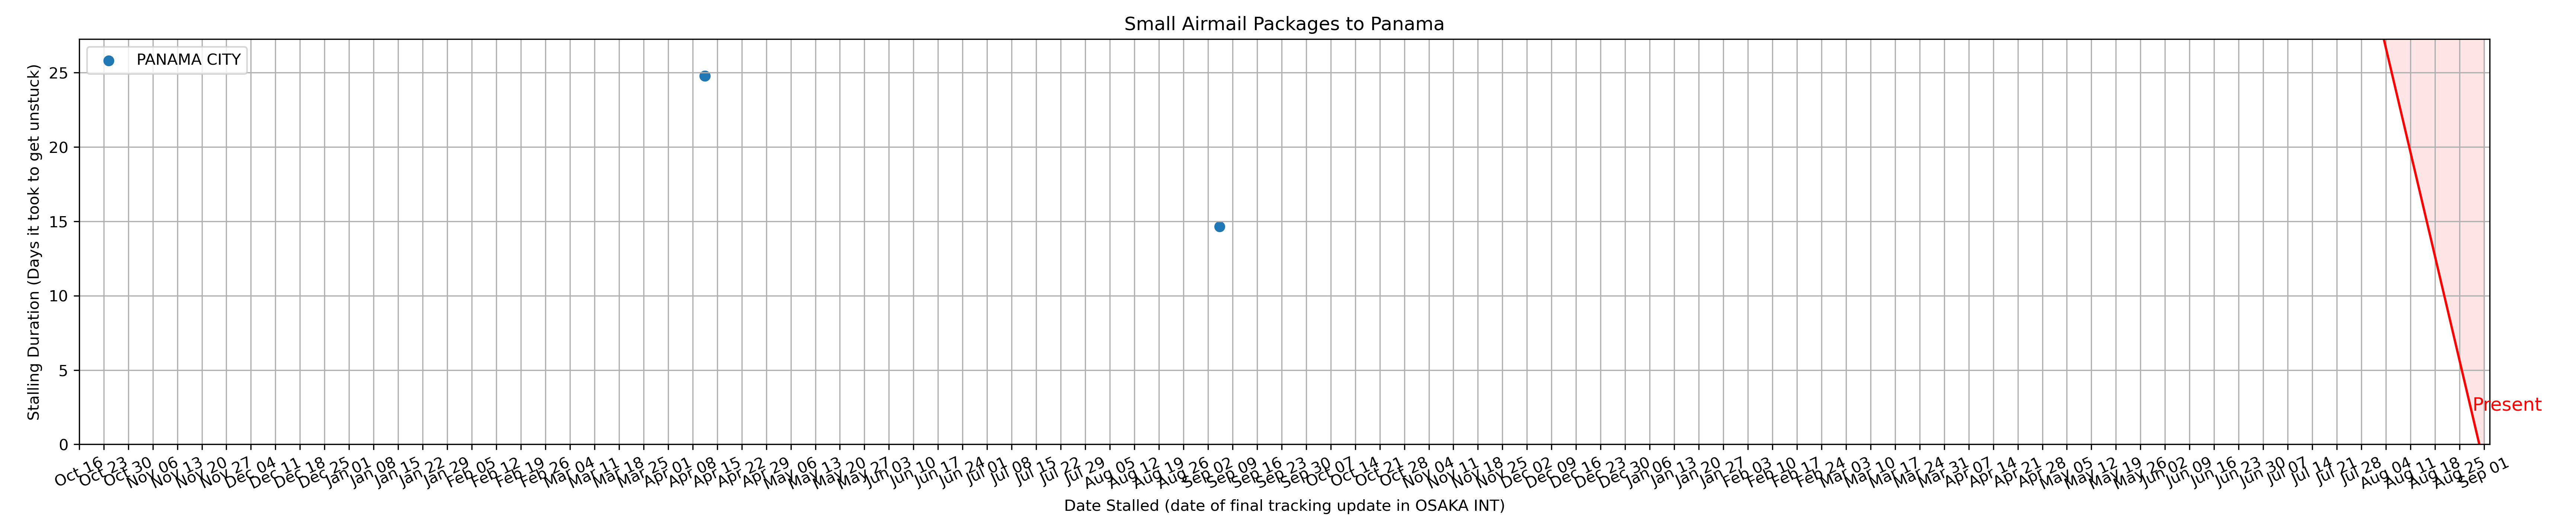 Small Airmail Packages to Panama
PANAMA CITY
Stalling Duration (Days it took to get unstuck)
25
20
15
10
5
0
Present
Oct 16 Oct 23 Oct 30 Nov 06 Nov 13 Nov 20 Nov 27 Dec 04 Dec 11 Dec 18 Dec 25 Jan 01 Jan 08 Jan 15 Jan 22 Jan 29 Feb 05 Feb 12 Feb 19 Feb 26 Mar 04 Mar 11 Mar 18 Mar 25 Apr 01 Apr 08 Apr 15 Apr 22 Apr 29 May 06 May 13 May 20 May 27 Jun 03 Jun 10 Jun 17 Jun 24 Jul 01 Jul 08 Jul 15 Jul 22 Jul 29 Aug 05 Aug 12 Aug 19 Aug 26 Sep 02 Sep 09 Sep 16 Sep 23 Sep 30 Oct 07 Oct 14 Oct 21 Oct 28 Nov 04 Nov 11 Nov 18 Nov 25 Dec 02 Dec 09 Dec 16 Dec 23 Dec 30 Jan 06 Jan 13 Jan 20 Jan 27 Feb 03 Feb 10 Feb 17 Feb 24 Mar 03 Mar 10 Mar 17 Mar 24 Mar 31 Apr 07 Apr 14 Apr 21 Apr 28 May 05 May 12 May 19 May 26 Jun 02 Jun 09 Jun 16 Jun 23 Jun 30 Jul 07 Jul 14 Jul 21 Jul 28 Aug 04 Aug 11 Aug 18 Aug 25 Sep 01
Date Stalled (date of final tracking update in OSAKA INT)